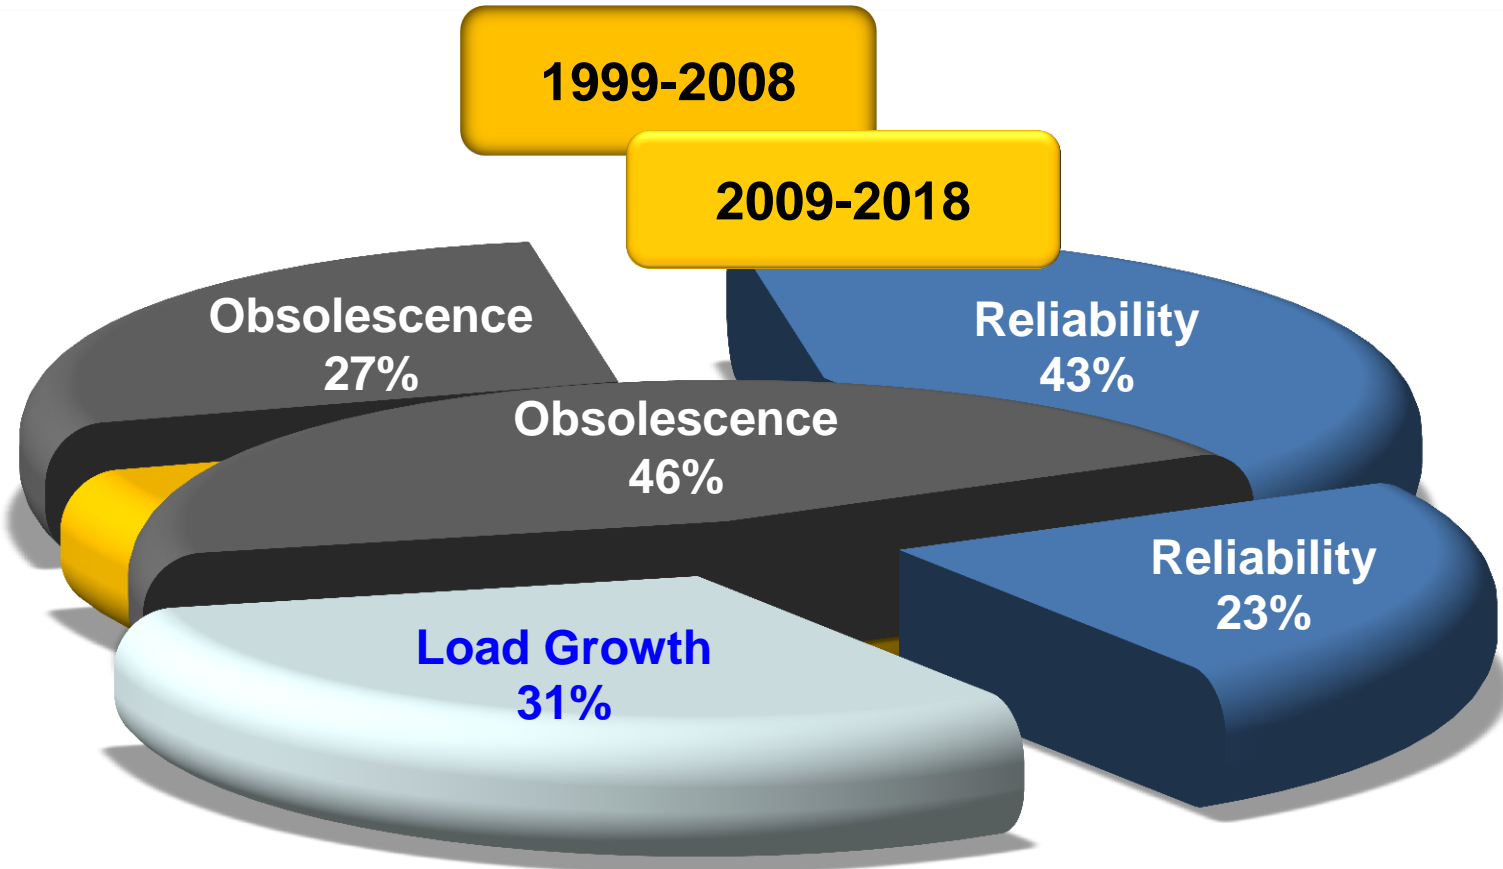 1999-2008
2009-2018
Obsolescence
27%
Reliability
43%
Obsolescence
46%
Reliability
23%
Load Growth
31%